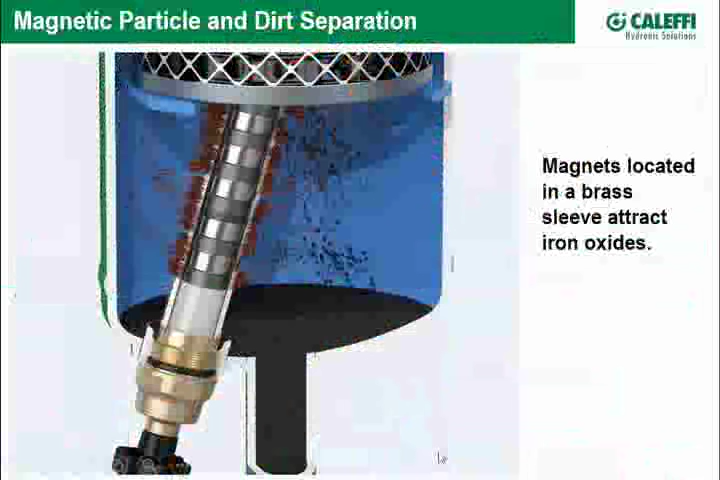 Magnetic Particle and Dirt Separation
CALEFFI
Hydronic Solutions
Magnets located
in a brass
sleeve attract
iron oxides.